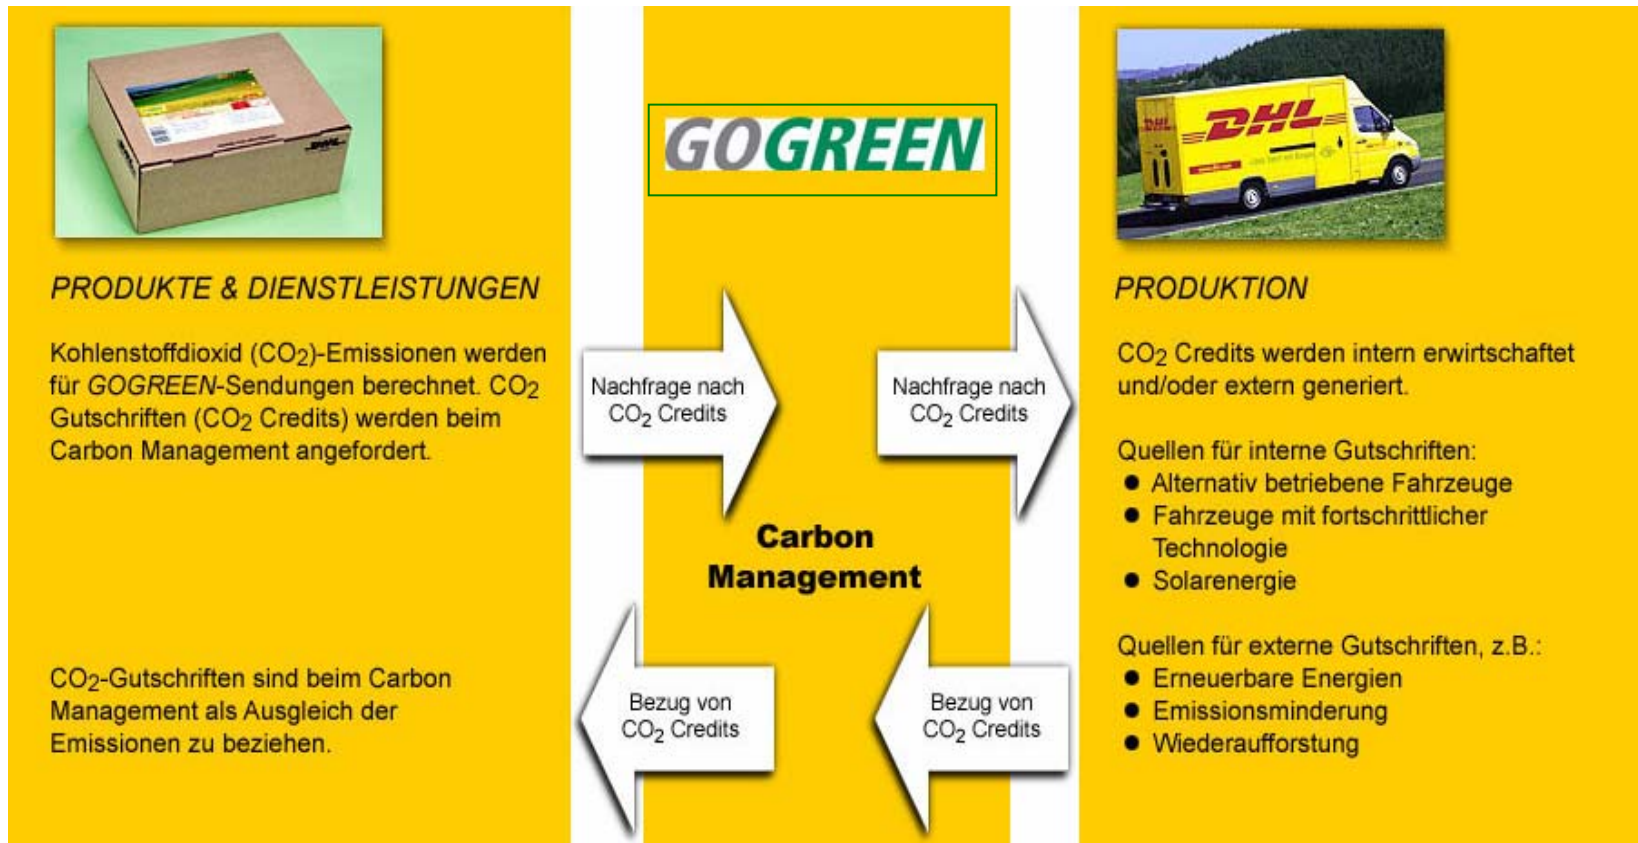 DHL
PRODUKTE & DIENSTLEISTUNGEN
Kohlenstoffdioxid (CO2)-Emissionen werden
für GOGREEN-Sendungen berechnet. CO2
Gutschriften (CO2 Credits) werden beim
Carbon Management angefordert.
CO2-Gutschriften sind beim Carbon
Management als Ausgleich der
Emissionen zu beziehen.
GOGREEN
Nachfrage nach
CO2 Credits
Nachfrage nach
CO2 Credits
Carbon
Management
Bezug von
CO2 Credits
Bezug von
CO2 Credits
DHL
DHL
PRODUKTION
CO2 Credits werden intern erwirtschaftet
und/oder extern generiert.
Quellen für interne Gutschriften:
● Alternativ betriebene Fahrzeuge
● Fahrzeuge mit fortschrittlicher
Technologie
● Solarenergie
Quellen für externe Gutschriften, z.B.:
● Erneuerbare Energien
● Emissionsminderung
● Wiederaufforstung